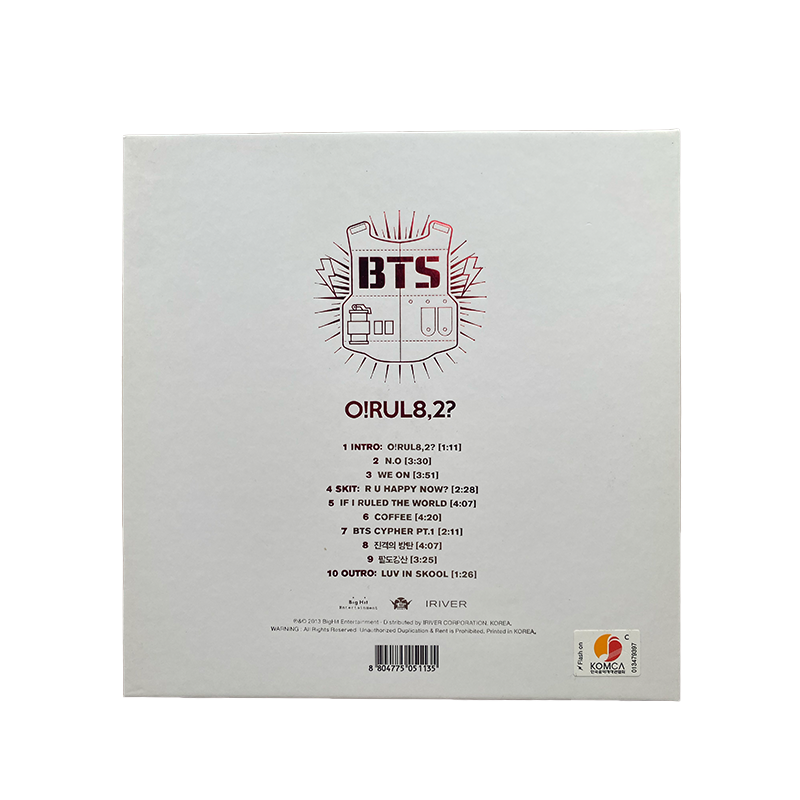 BTS
O!RUL8,2?
1 INTRO: O!RUL8,2? [1:11]
2 N.O [3:30]
3 WE ON [3:51]
4 SKIT: R U HAPPY NOW? [2:28]
5 IF I RULED THE WORLD [4:07]
6 COFFEE [4:20]
7 BTS CYPHER PT.1 [2:11]
8 진격의 방탄 [4:07]
9 팔도강산 [3:25]
10 OUTRO: LUV IN SKOOL [1:26]
Big Hit
Entertainment
IRIVER
℗&© 2013 BigHit Entertainment · Distributed by IRIVER CORPORATION. KOREA.
WARNING : All Rights Reserved. Unauthorized Duplication & Rent is Prohibited. Printed in KOREA.
8 804775 051135
Flash on
KOMCA
한국음악저작권협회
C
013479397